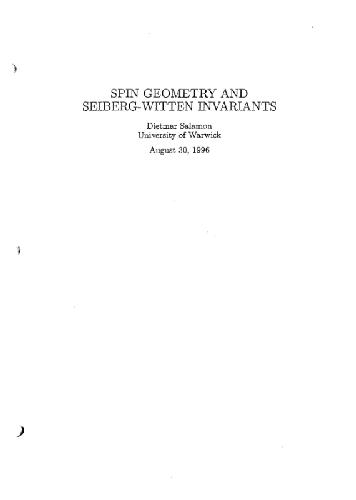 SPIN GEOMETRY AND
SEIBERG-WITTEN INVARIANTS
Dietmar Salamon
University of Warwick
August 30, 1996